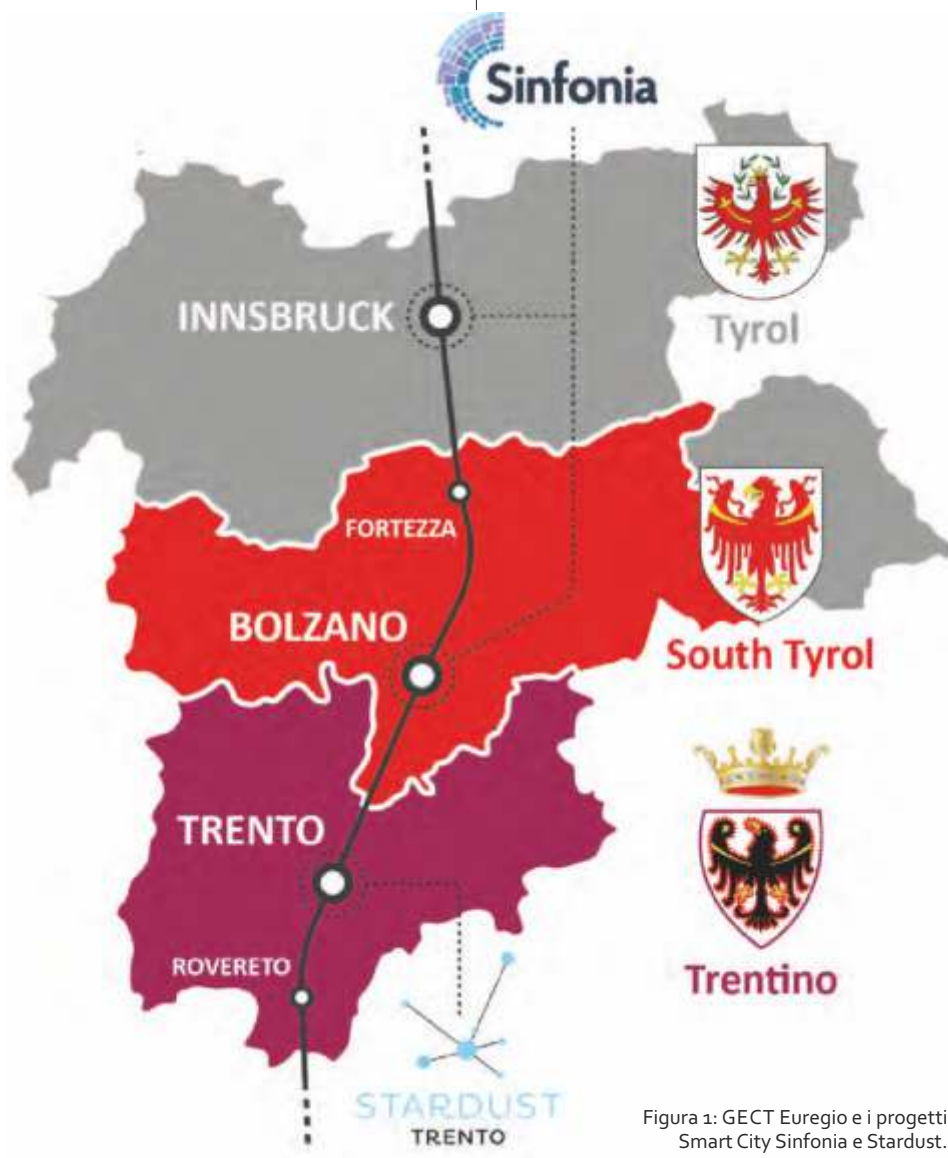 Sinfonia
INNSBRUCK
Tyrol
FORTEZZA
BOLZANO
South Tyrol
TRENTO
ROVERETO
Trentino
STARDUST
TRENTO
Figura 1: GECT Euregio e i progetti
Smart City Sinfonia e Stardust.